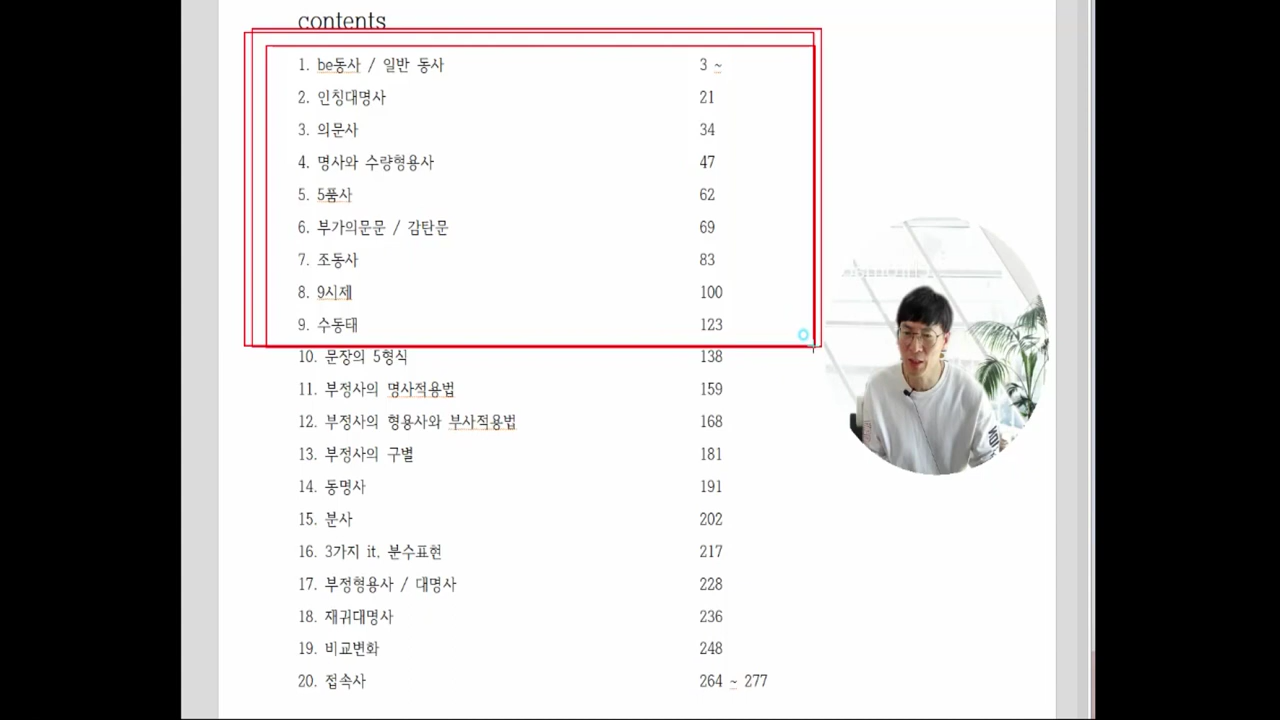 contents
1. be동사 / 일반 동사 3 ~
2. 인칭대명사 21
3. 의문사 34
4. 명사와 수량형용사 47
5. 5품사 62
6. 부가의문문 / 감탄문 69
7. 조동사 83
8. 9시제 100
9. 수동태 123
10. 문장의 5형식 138
11. 부정사의 명사적용법 159
12. 부정사의 형용사와 부사적용법 168
13. 부정사의 구별 181
14. 동명사 191
15. 분사 202
16. 3가지 it, 분수표현 217
17. 부정형용사 / 대명사 228
18. 재귀대명사 236
19. 비교변화 248
20. 접속사 264 ~ 277